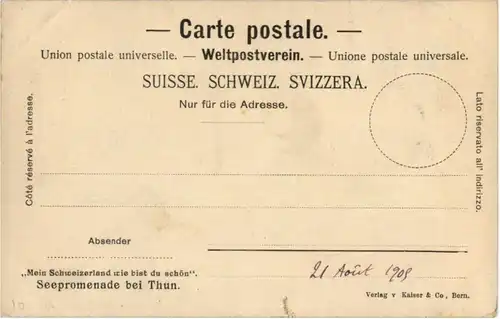 — Carte postale. —
Union postale universelle. — Weltpostverein. — Unione postale universale.
SUISSE. SCHWEIZ. SVIZZERA.
Nur für die Adresse.
Côté réservé à l'adresse.
Lato riservato all' indirizzo.
Absender
„Mein Schweizerland wie bist du schön“.
Seepromenade bei Thun.
21 Août 1905
Verlag v Kaiser & Co, Bern.